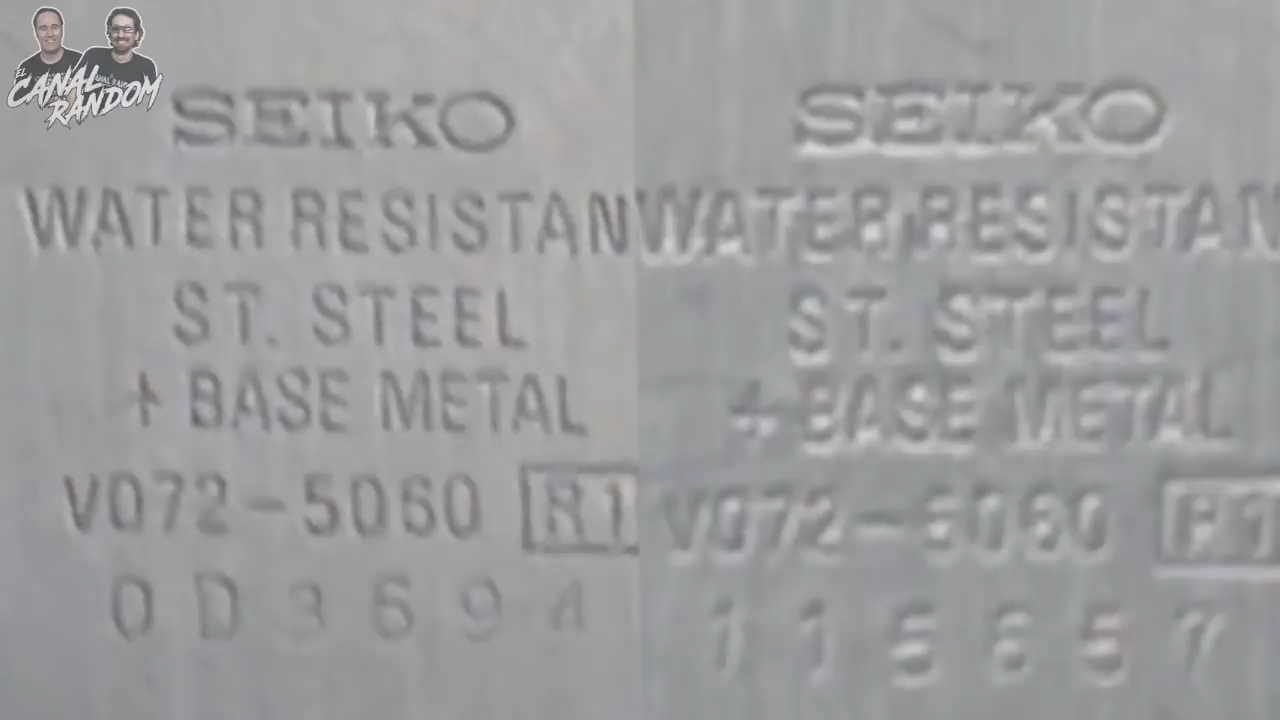 EL
CANAL
RANDOM
SEIKO
WATER RESISTAN
ST. STEEL
+ BASE METAL
V072-5060 R1
0D3694
SEIKO
WATER RESISTAN
ST. STEEL
+ BASE METAL
V072-5060